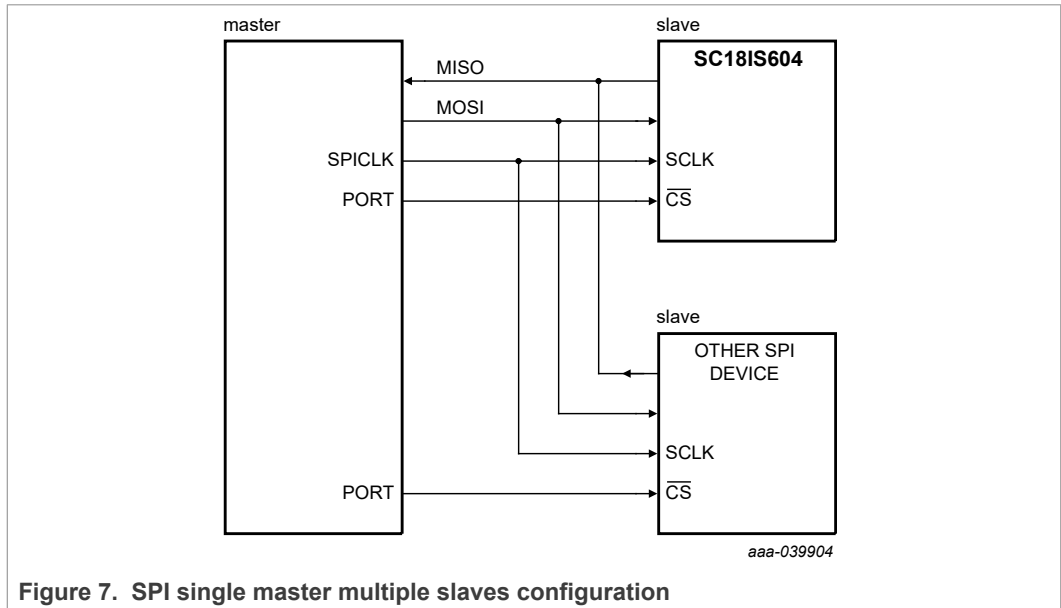 master
slave
SC18IS604
MISO
MOSI
SPICLK
SCLK
PORT
CS
slave
OTHER SPI
DEVICE
SCLK
PORT
CS
aaa-039904
Figure 7. SPI single master multiple slaves configuration